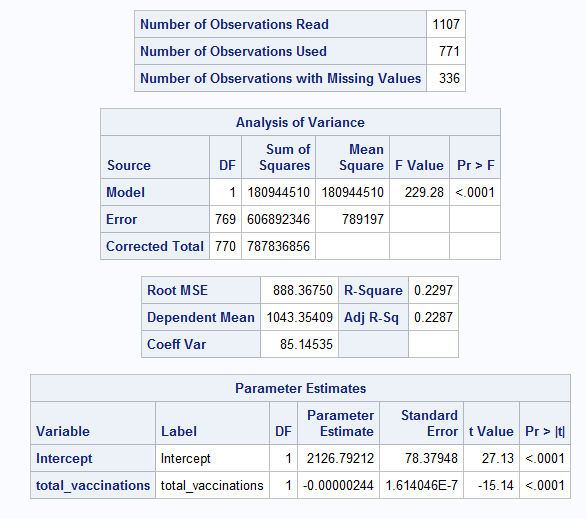 Number of Observations Read 1107
Number of Observations Used 771
Number of Observations with Missing Values 336
Analysis of Variance
Source DF Sum of Squares Mean Square F Value Pr > F
Model 1 180944510 180944510 229.28 <.0001
Error 769 606892346 789197
Corrected Total 770 787836856
Root MSE 888.36750 R-Square 0.2297
Dependent Mean 1043.35409 Adj R-Sq 0.2287
Coeff Var 85.14535
Parameter Estimates
Variable Label DF Parameter Estimate Standard Error t Value Pr > |t|
Intercept Intercept 1 2126.79212 78.37948 27.13 <.0001
total_vaccinations total_vaccinations 1 -0.00000244 1.614046E-7 -15.14 <.0001